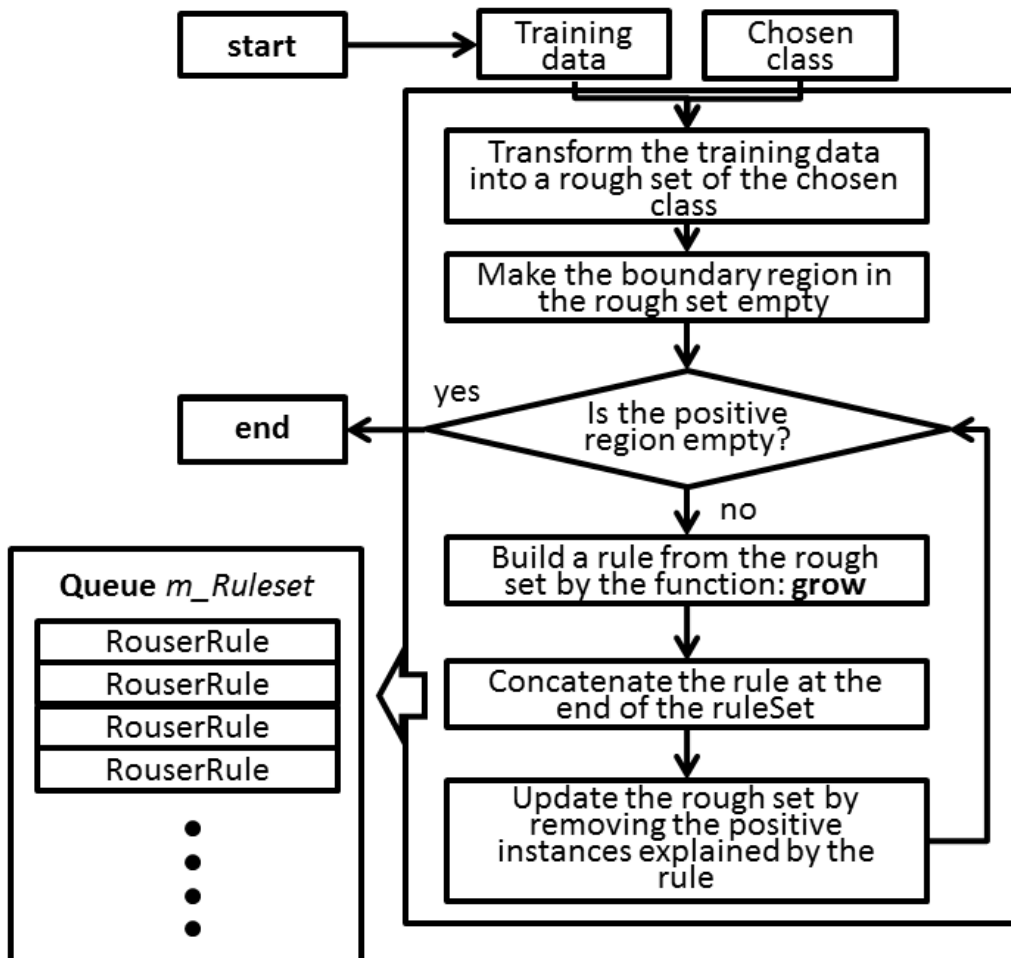 start
Training
data
Chosen
class
Transform the training data
into a rough set of the chosen
class
Make the boundary region in
the rough set empty
yes
Is the positive
region empty?
end
no
Build a rule from the rough
set by the function: grow
Queue m_Ruleset
RouserRule
RouserRule
RouserRule
RouserRule
Concatenate the rule at the
end of the ruleSet
Update the rough set by
removing the positive
instances explained by the
rule